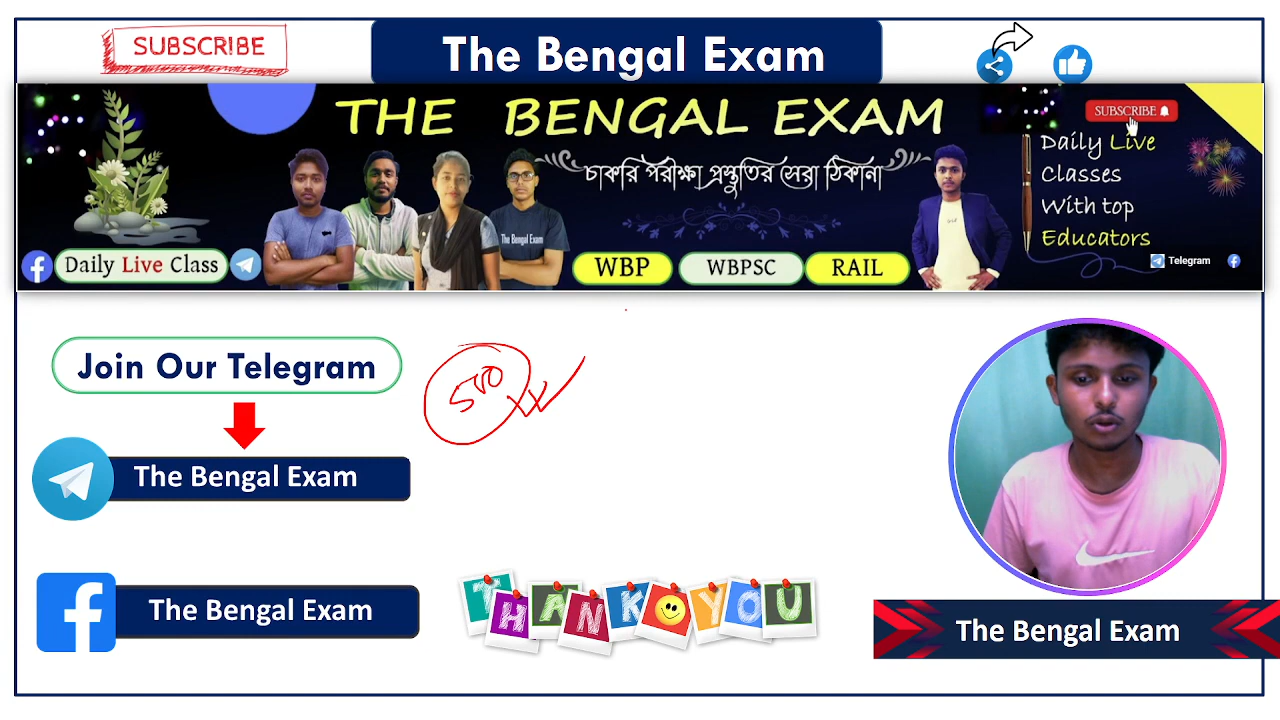 SUBSCRIBE
The Bengal Exam
THE BENGAL EXAM
SUBSCRIBE
চাকরি পরীক্ষা প্রস্তুতির সেরা ঠিকানা
Daily Live
Classes
With top
Educators
The Bengal Exam
Daily Live Class
WBP
WBPSC
RAIL
Telegram
Join Our Telegram
500
The Bengal Exam
The Bengal Exam
THANK YOU
The Bengal Exam